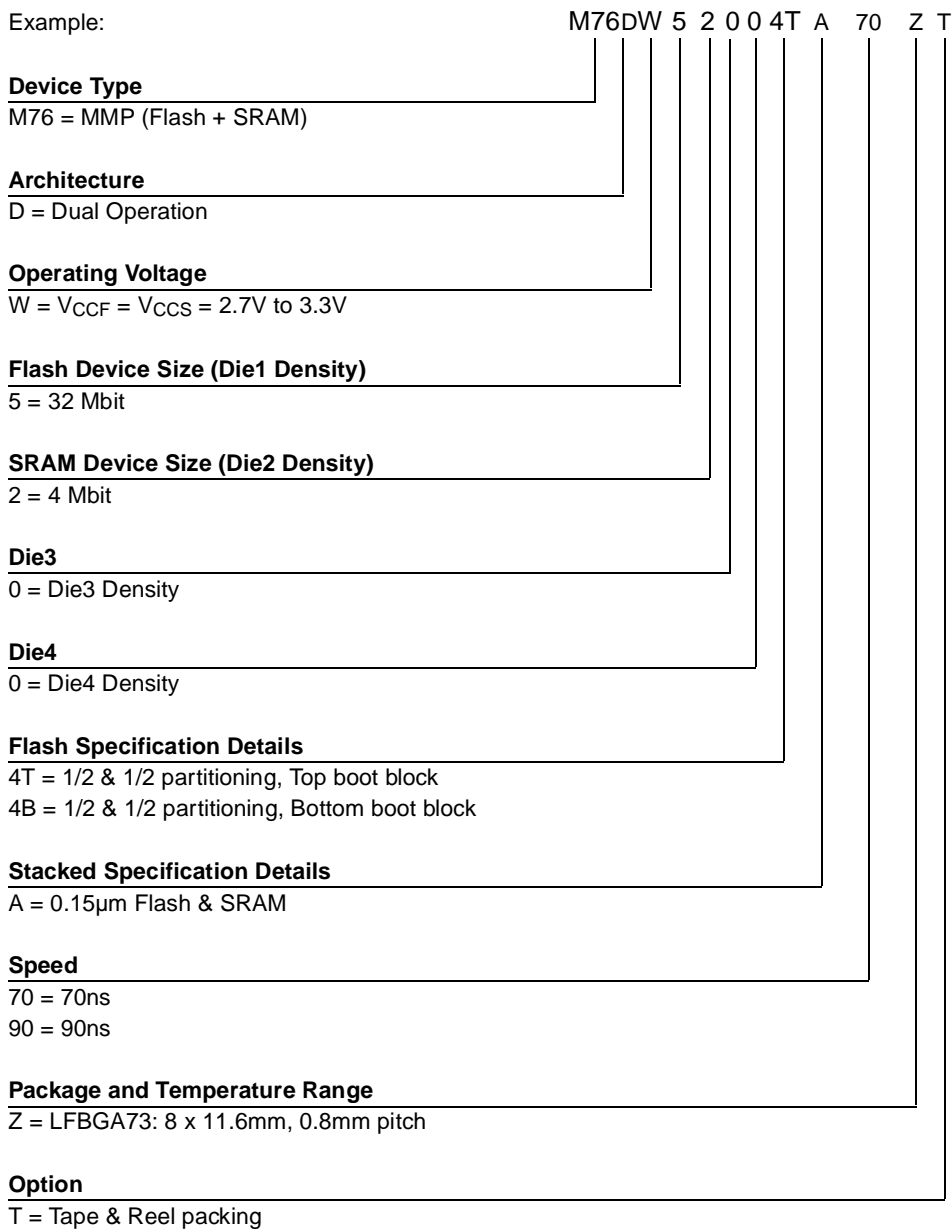 Example: M76DW 5 2 0 0 4T A 70 Z T
Device Type
M76 = MMP (Flash + SRAM)
Architecture
D = Dual Operation
Operating Voltage
W = VCCF = VCCS = 2.7V to 3.3V
Flash Device Size (Die1 Density)
5 = 32 Mbit
SRAM Device Size (Die2 Density)
2 = 4 Mbit
Die3
0 = Die3 Density
Die4
0 = Die4 Density
Flash Specification Details
4T = 1/2 & 1/2 partitioning, Top boot block
4B = 1/2 & 1/2 partitioning, Bottom boot block
Stacked Specification Details
A = 0.15µm Flash & SRAM
Speed
70 = 70ns
90 = 90ns
Package and Temperature Range
Z = LFBGA73: 8 x 11.6mm, 0.8mm pitch
Option
T = Tape & Reel packing